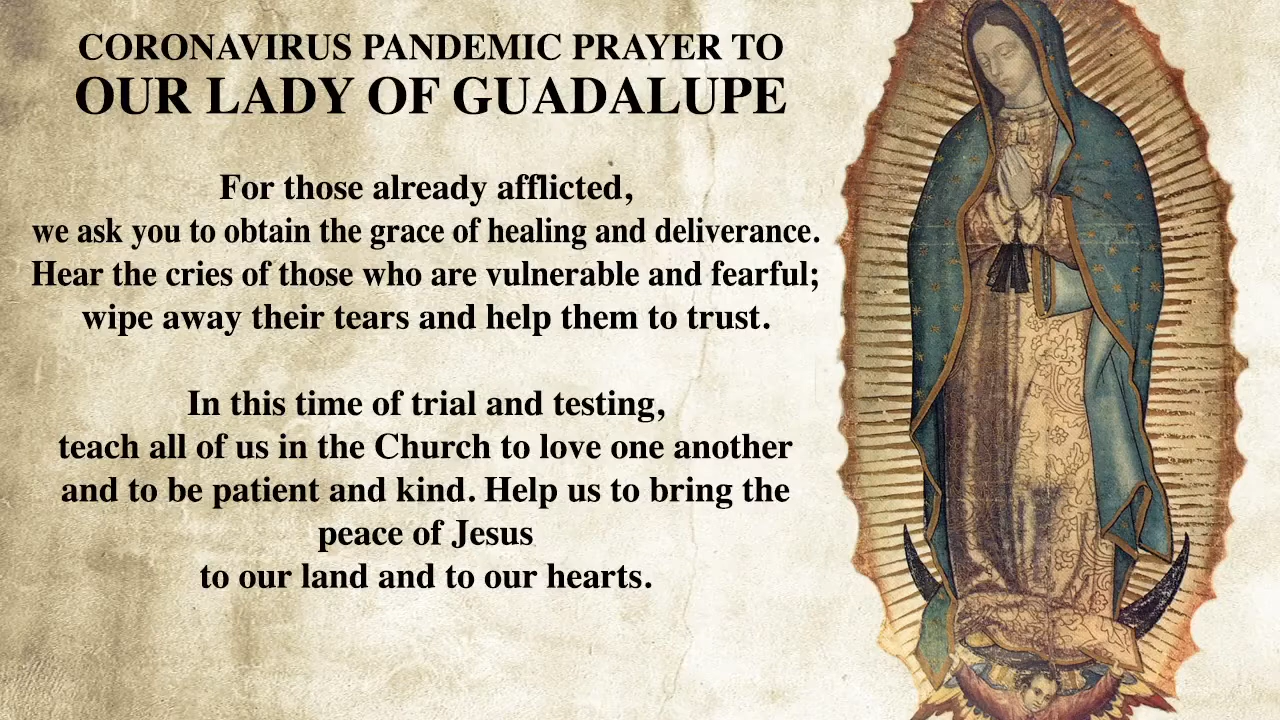 CORONAVIRUS PANDEMIC PRAYER TO
OUR LADY OF GUADALUPE
For those already afflicted,
we ask you to obtain the grace of healing and deliverance.
Hear the cries of those who are vulnerable and fearful;
wipe away their tears and help them to trust.
In this time of trial and testing,
teach all of us in the Church to love one another
and to be patient and kind. Help us to bring the
peace of Jesus
to our land and to our hearts.